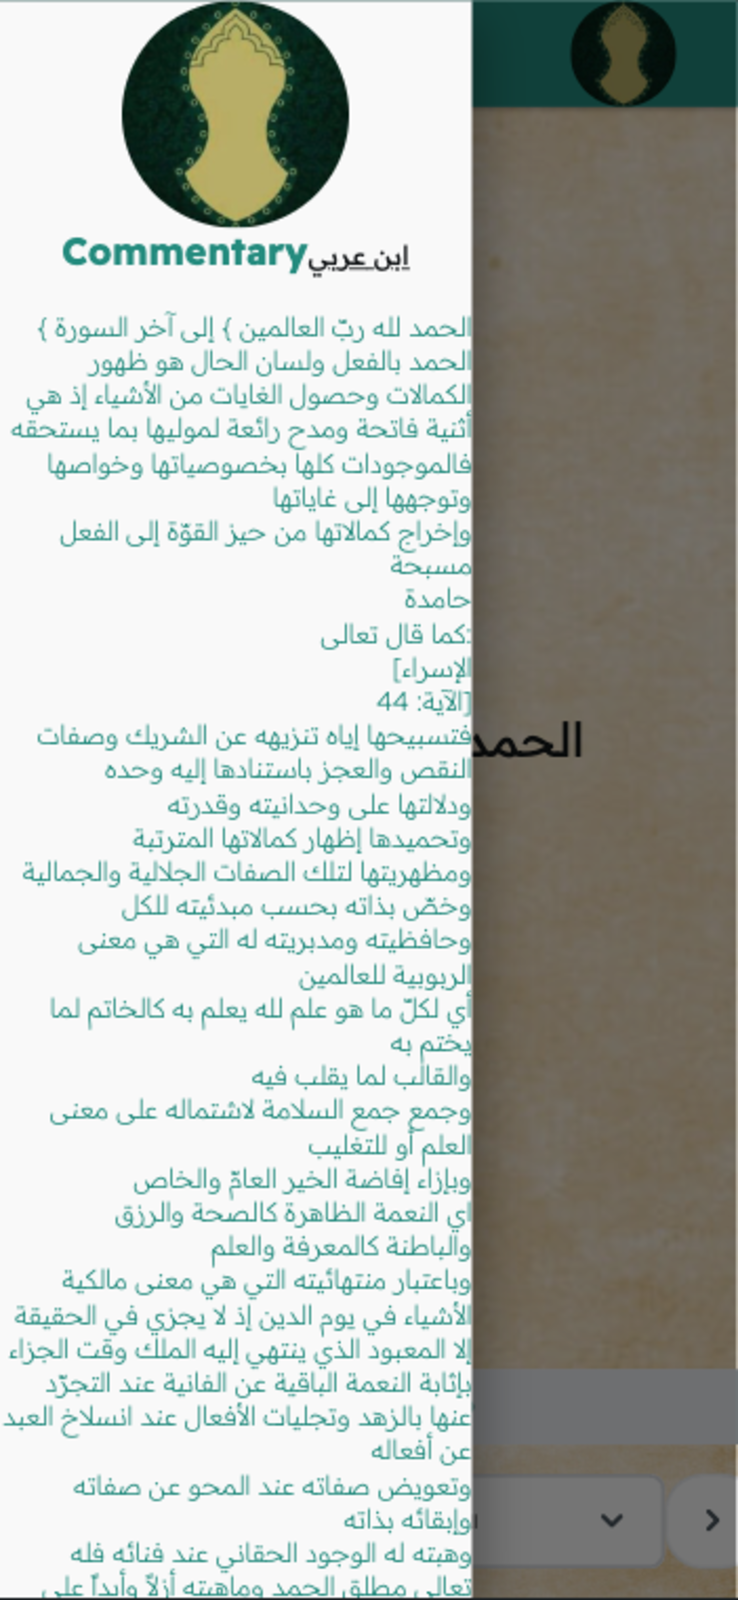 Commentary ابن عربي
الحمد لله ربّ العالمين } إلى آخر السورة }
الحمد بالفعل ولسان الحال هو ظهور
الكمالات وحصول الغايات من الأشياء إذ هي
أثنية فاتحة ومدح رائعة لموليها بما يستحقه
فالموجودات كلها بخصوصياتها وخواصها
وتوجهها إلى غاياتها
وإخراج كمالاتها من حيز القوّة إلى الفعل
مسبحة
حامدة
:كما قال تعالى
الإسراء]
[الآية: 44
فتسبيحها إياه تنزيهه عن الشريك وصفات
النقص والعجز باستنادها إليه وحده
ودلالتها على وحدانيته وقدرته
وتحميدها إظهار كمالاتها المترتبة
ومظهريتها لتلك الصفات الجلالية والجمالية
وخصّ بذاته بحسب مبدئيته للكل
وحافظيته ومدبريته له التي هي معنى
الربوبية للعالمين
أي لكلّ ما هو علم لله يعلم به كالخاتم لما
يختم به
والقالب لما يقلب فيه
وجمع جمع السلامة لاشتماله على معنى
العلم أو للتغليب
وبإزاء إفاضة الخير العامّ والخاص
اي النعمة الظاهرة كالصحة والرزق
والباطنة كالمعرفة والعلم
وباعتبار منتهائيته التي هي معنى مالكية
الأشياء في يوم الدين إذ لا يجزي في الحقيقة
إلا المعبود الذي ينتهي إليه الملك وقت الجزاء
بإثابة النعمة الباقية عن الفانية عند التجرّد
عنها بالزهد وتجليات الأفعال عند انسلاخ العبد
عن أفعاله
وتعويض صفاته عند المحو عن صفاته
وإبقائه بذاته
وهبته له الوجود الحقاني عند فنائه فله
تعالى مطلق الحمد وماهيته أزلاً وأبداً على
الحمد